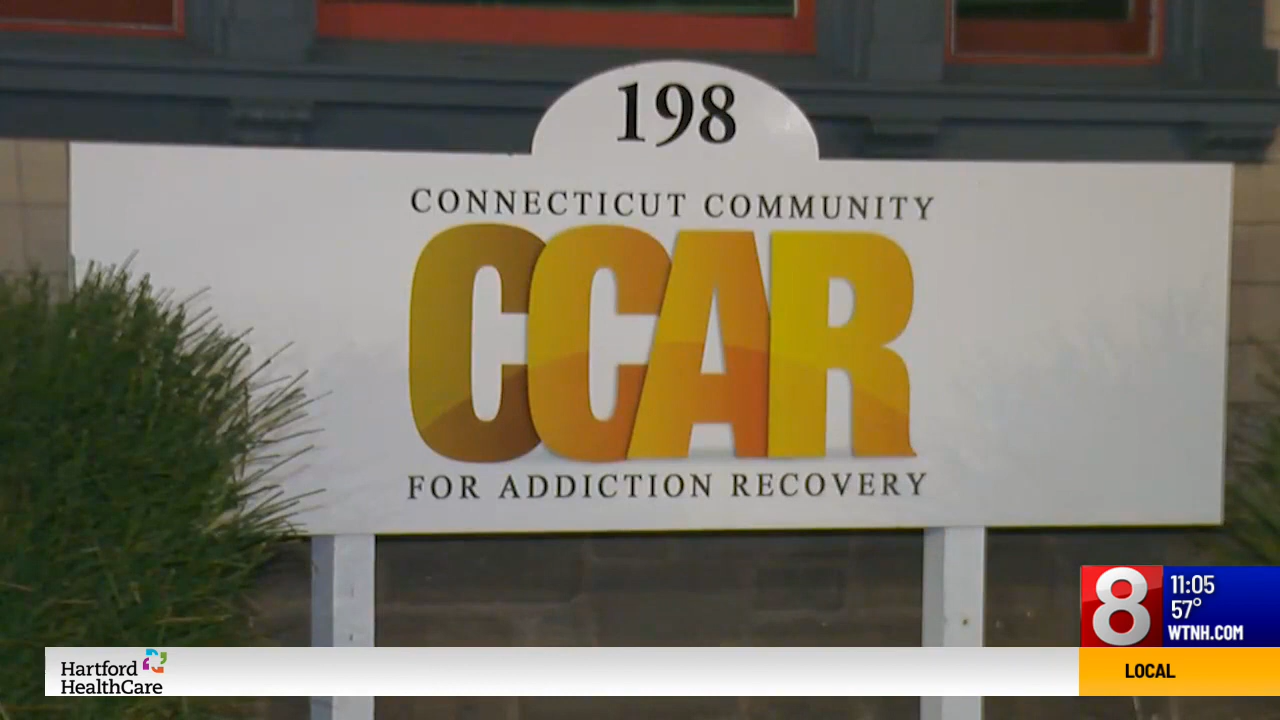 198
CONNECTICUT COMMUNITY
CCAR
FOR ADDICTION RECOVERY
8
11:05
57°
WTNH.COM
LOCAL
Hartford
HealthCare